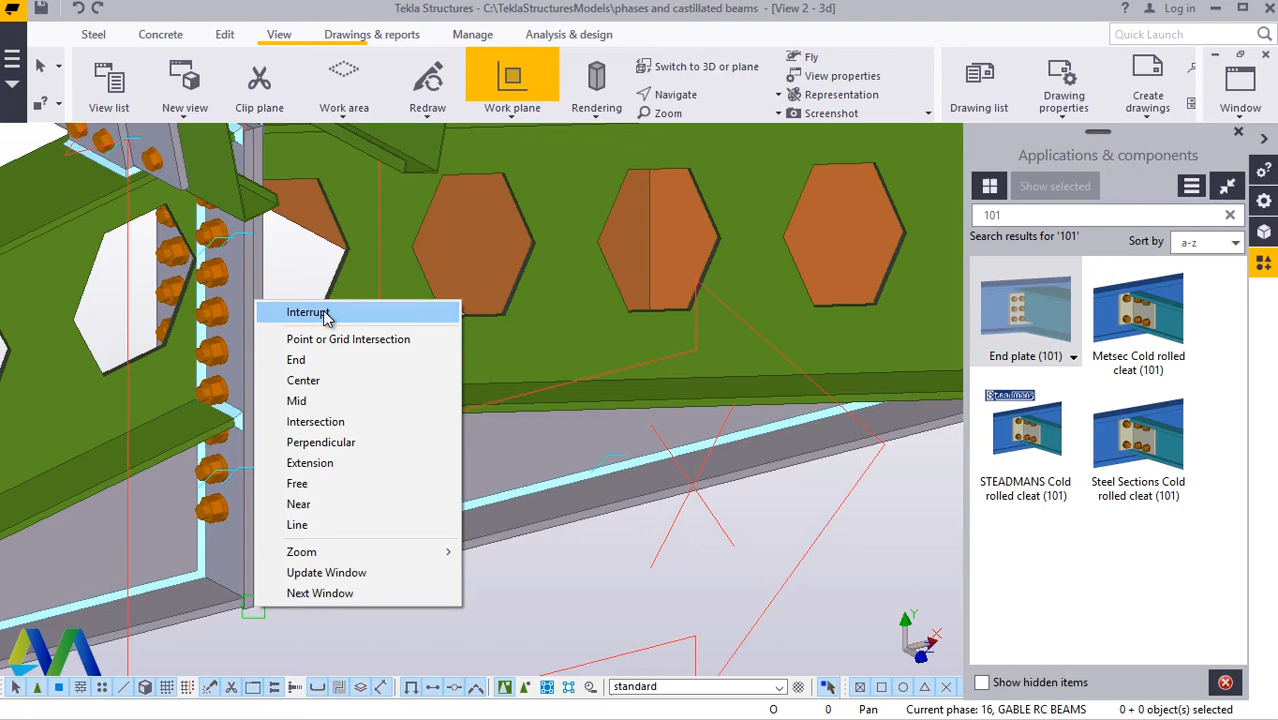 Tekla Structures - C:\TeklaStructuresModels\phases and castillated beams - [View 2 - 3d]
? Log in
Steel Concrete Edit View Drawings & reports Manage Analysis & design
Quick Launch
View list
New view
Clip plane
Work area
Redraw
Work plane
Rendering
Switch to 3D or plane
Navigate
Zoom
Fly
View properties
Representation
Screenshot
Drawing list
Drawing
properties
Create
drawings
Window
Applications & components
Show selected
101
Search results for '101'
Sort by
a-z
End plate (101)
Metsec Cold rolled
cleat (101)
Steadmans
STEADMANS Cold
rolled cleat (101)
Steel Sections Cold
rolled cleat (101)
Interrupt
Point or Grid Intersection
End
Center
Mid
Intersection
Perpendicular
Extension
Free
Near
Line
Zoom
Update Window
Next Window
Y
X
standard
Show hidden items
O 0 Pan Current phase: 16, GABLE RC BEAMS 0 + 0 object(s) selected